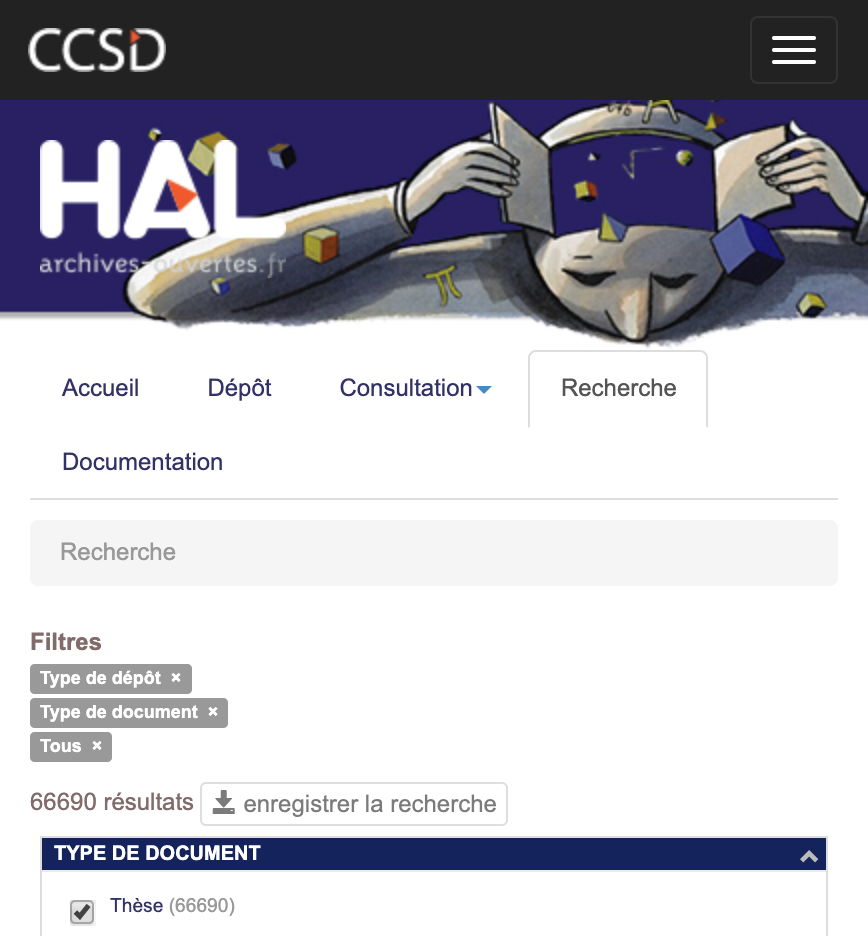 CCSD
HAL
archives-ouvertes.fr
π
Accueil Dépôt Consultation Recherche
Documentation
Recherche
Filtres
Type de dépôt ×
Type de document ×
Tous ×
66690 résultats enregistrer la recherche
TYPE DE DOCUMENT
Thèse (66690)